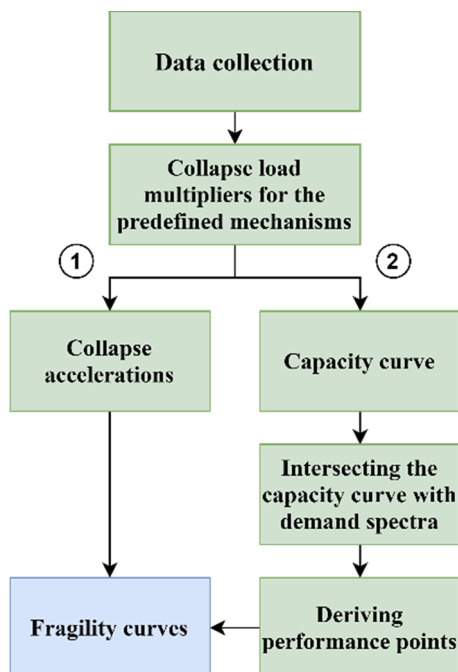 Data collection
Collapse load
multipliers for the
predefined mechanisms
1
2
Collapse
accelerations
Capacity curve
Intersecting the
capacity curve with
demand spectra
Fragility curves
Deriving
performance points